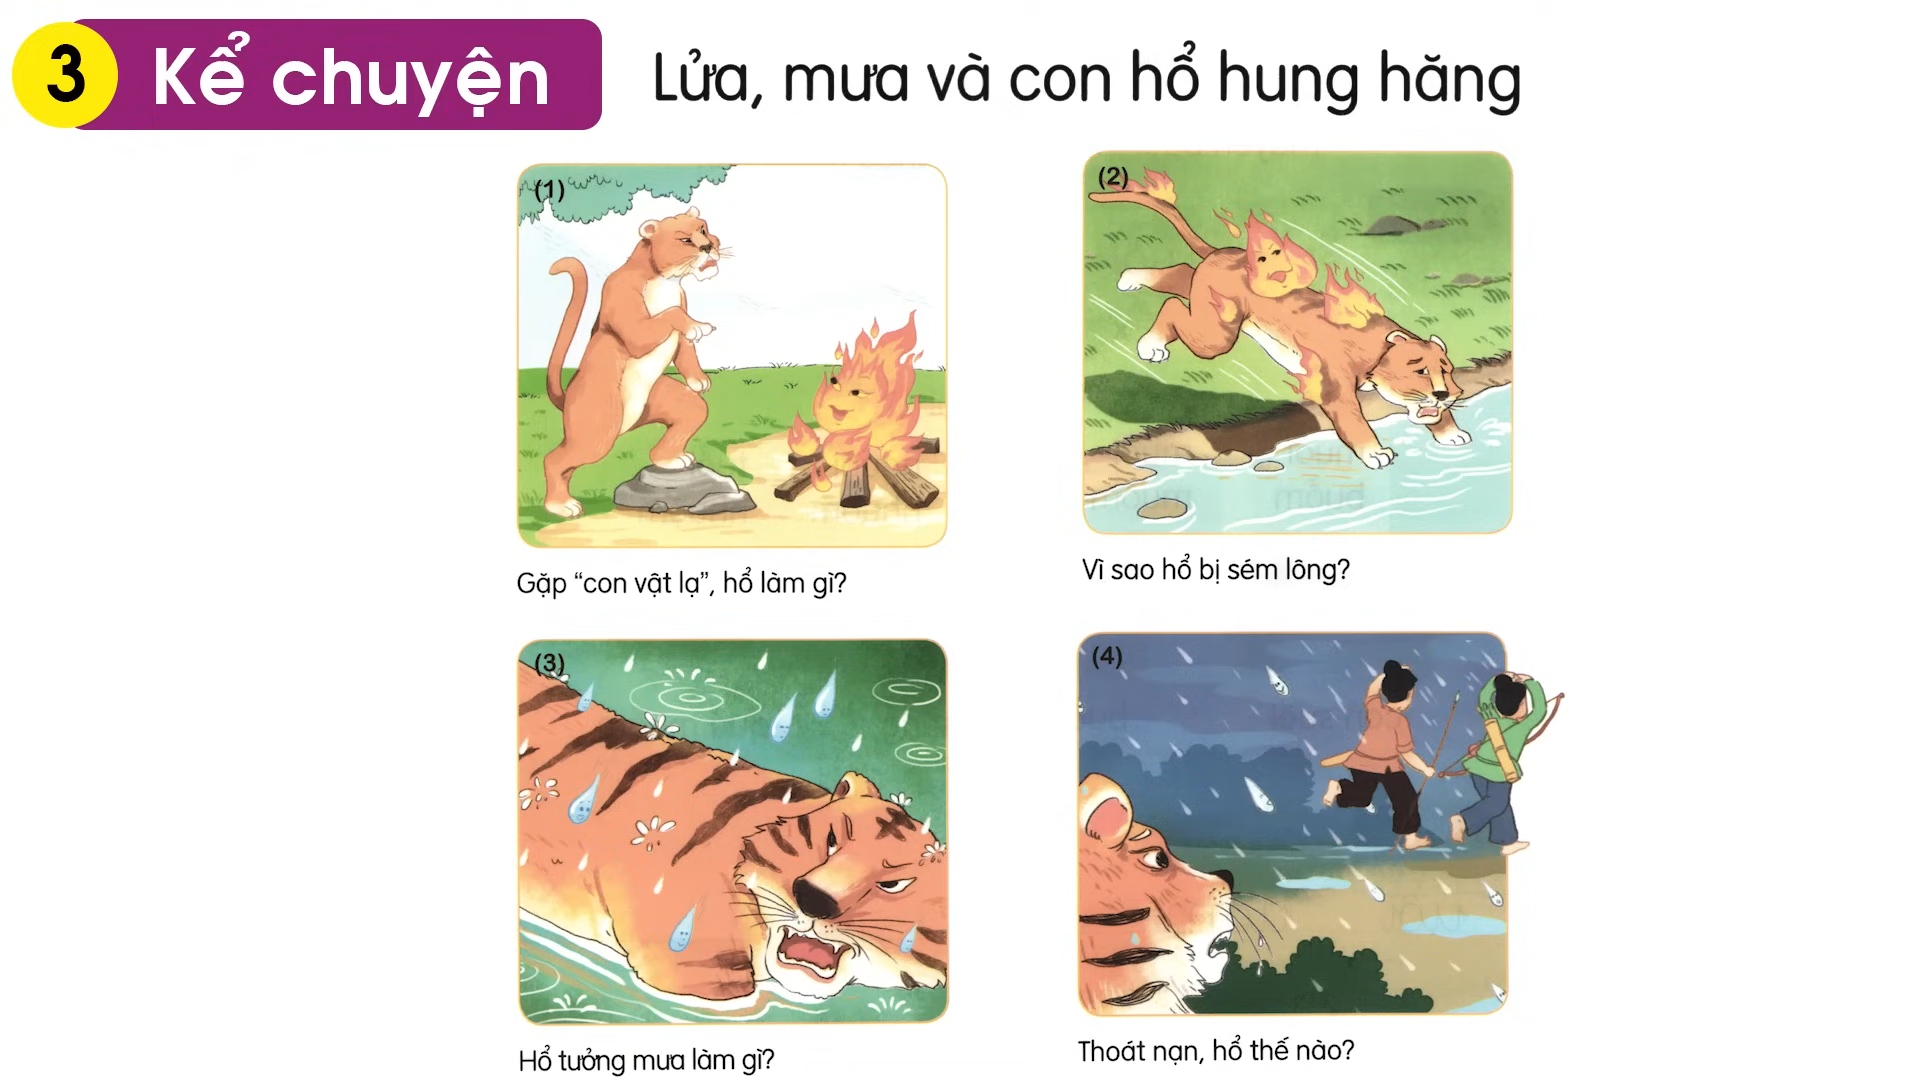 3 Kể chuyện
Lửa, mưa và con hổ hung hăng
(1)
Gặp “con vật lạ”, hổ làm gì?
(2)
Vì sao hổ bị sém lông?
(3)
Hổ tưởng mưa làm gì?
(4)
Thoát nạn, hổ thế nào?